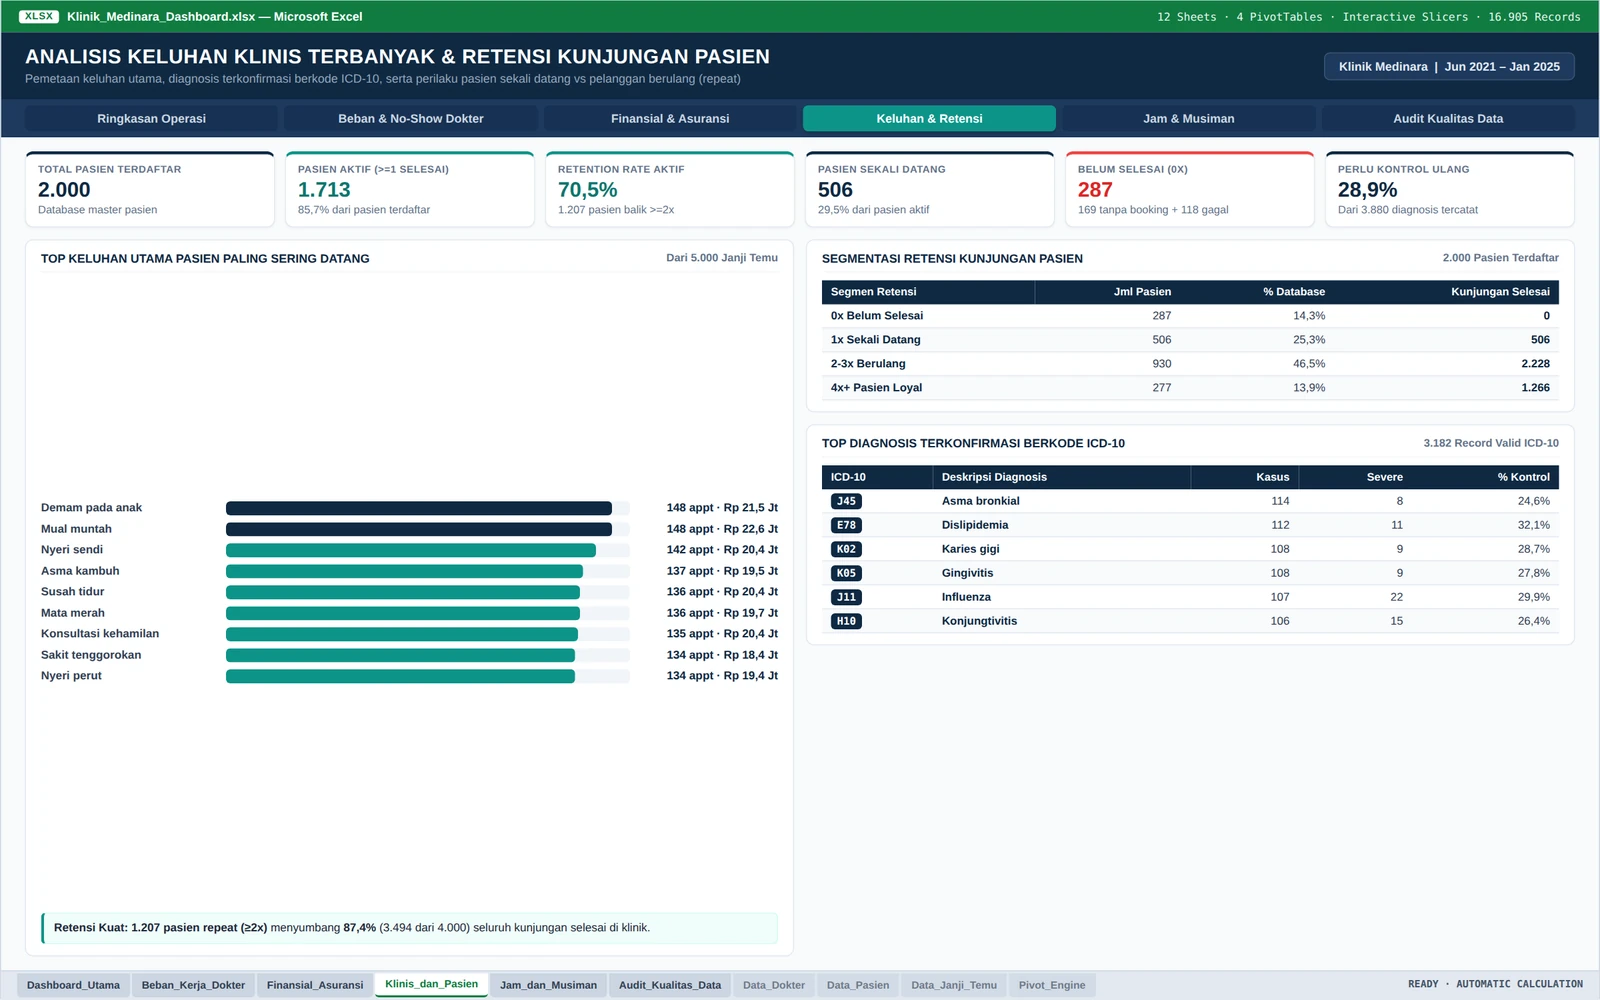 XLSX Klinik_Medinara_Dashboard.xlsx — Microsoft Excel
12 Sheets · 4 PivotTables · Interactive Slicers · 16.905 Records
ANALISIS KELUHAN KLINIS TERBANYAK & RETENSI KUNJUNGAN PASIEN
Pemetaan keluhan utama, diagnosis terkonfirmasi berkode ICD-10, serta perilaku pasien sekali datang vs pelanggan berulang (repeat)
Klinik Medinara | Jun 2021 – Jan 2025
Ringkasan Operasi
Beban & No-Show Dokter
Finansial & Asuransi
Keluhan & Retensi
Jam & Musiman
Audit Kualitas Data
TOTAL PASIEN TERDAFTAR
2.000
Database master pasien
PASIEN AKTIF (>=1 SELESAI)
1.713
85,7% dari pasien terdaftar
RETENTION RATE AKTIF
70,5%
1.207 pasien balik >=2x
PASIEN SEKALI DATANG
506
29,5% dari pasien aktif
BELUM SELESAI (0X)
287
169 tanpa booking + 118 gagal
PERLU KONTROL ULANG
28,9%
Dari 3.880 diagnosis tercatat
TOP KELUHAN UTAMA PASIEN PALING SERING DATANG
Dari 5.000 Janji Temu
Demam pada anak 148 appt · Rp 21,5 Jt
Mual muntah 148 appt · Rp 22,6 Jt
Nyeri sendi 142 appt · Rp 20,4 Jt
Asma kambuh 137 appt · Rp 19,5 Jt
Susah tidur 136 appt · Rp 20,4 Jt
Mata merah 136 appt · Rp 19,7 Jt
Konsultasi kehamilan 135 appt · Rp 20,4 Jt
Sakit tenggorokan 134 appt · Rp 18,4 Jt
Nyeri perut 134 appt · Rp 19,4 Jt
Retensi Kuat: 1.207 pasien repeat (≥2x) menyumbang 87,4% (3.494 dari 4.000) seluruh kunjungan selesai di klinik.
SEGMENTASI RETENSI KUNJUNGAN PASIEN
2.000 Pasien Terdaftar
Segmen Retensi Jml Pasien % Database Kunjungan Selesai
0x Belum Selesai 287 14,3% 0
1x Sekali Datang 506 25,3% 506
2-3x Berulang 930 46,5% 2.228
4x+ Pasien Loyal 277 13,9% 1.266
TOP DIAGNOSIS TERKONFIRMASI BERKODE ICD-10
3.182 Record Valid ICD-10
ICD-10 Deskripsi Diagnosis Kasus Severe % Kontrol
J45 Asma bronkial 114 8 24,6%
E78 Dislipidemia 112 11 32,1%
K02 Karies gigi 108 9 28,7%
K05 Gingivitis 108 9 27,8%
J11 Influenza 107 22 29,9%
H10 Konjungtivitis 106 15 26,4%
Dashboard_Utama
Beban_Kerja_Dokter
Finansial_Asuransi
Klinis_dan_Pasien
Jam_dan_Musiman
Audit_Kualitas_Data
Data_Dokter
Data_Pasien
Data_Janji_Temu
Pivot_Engine
READY · AUTOMATIC CALCULATION